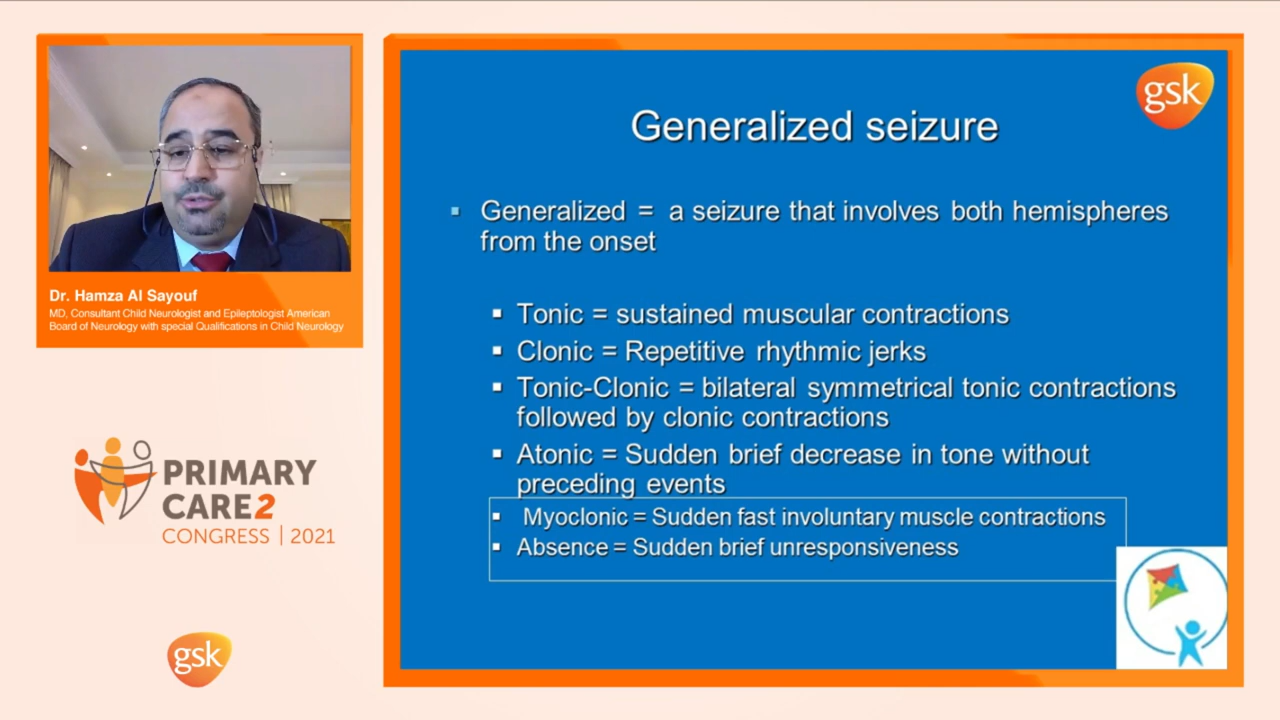 Dr. Hamza Al Sayouf
MD, Consultant Child Neurologist and Epileptologist American
Board of Neurology with special Qualifications in Child Neurology
PRIMARY
CARE2
CONGRESS | 2021
gsk
gsk
Generalized seizure
▪ Generalized = a seizure that involves both hemispheres
from the onset
▪ Tonic = sustained muscular contractions
▪ Clonic = Repetitive rhythmic jerks
▪ Tonic-Clonic = bilateral symmetrical tonic contractions
followed by clonic contractions
▪ Atonic = Sudden brief decrease in tone without
preceding events
▪ Myoclonic = Sudden fast involuntary muscle contractions
▪ Absence = Sudden brief unresponsiveness